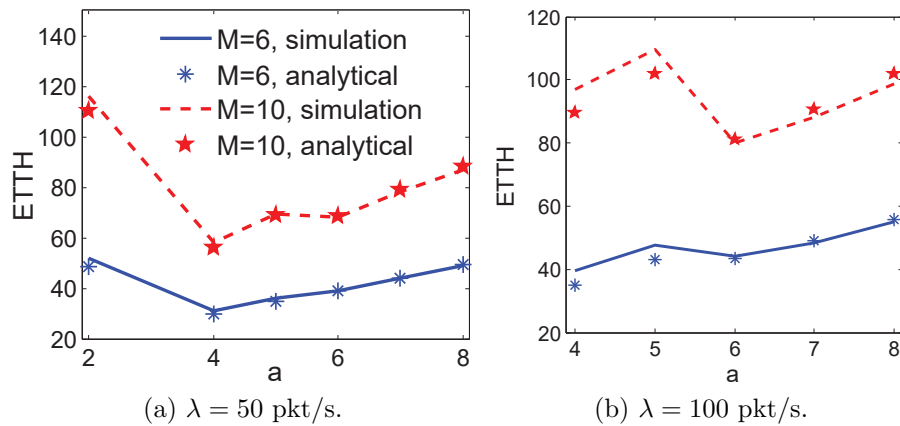 140
120
100
80
60
40
20
ETTH
M=6, simulation
M=6, analytical
M=10, simulation
M=10, analytical
2 4 6 8
a
(a) λ = 50 pkt/s.
120
100
80
60
40
20
ETTH
4 5 6 7 8
a
(b) λ = 100 pkt/s.